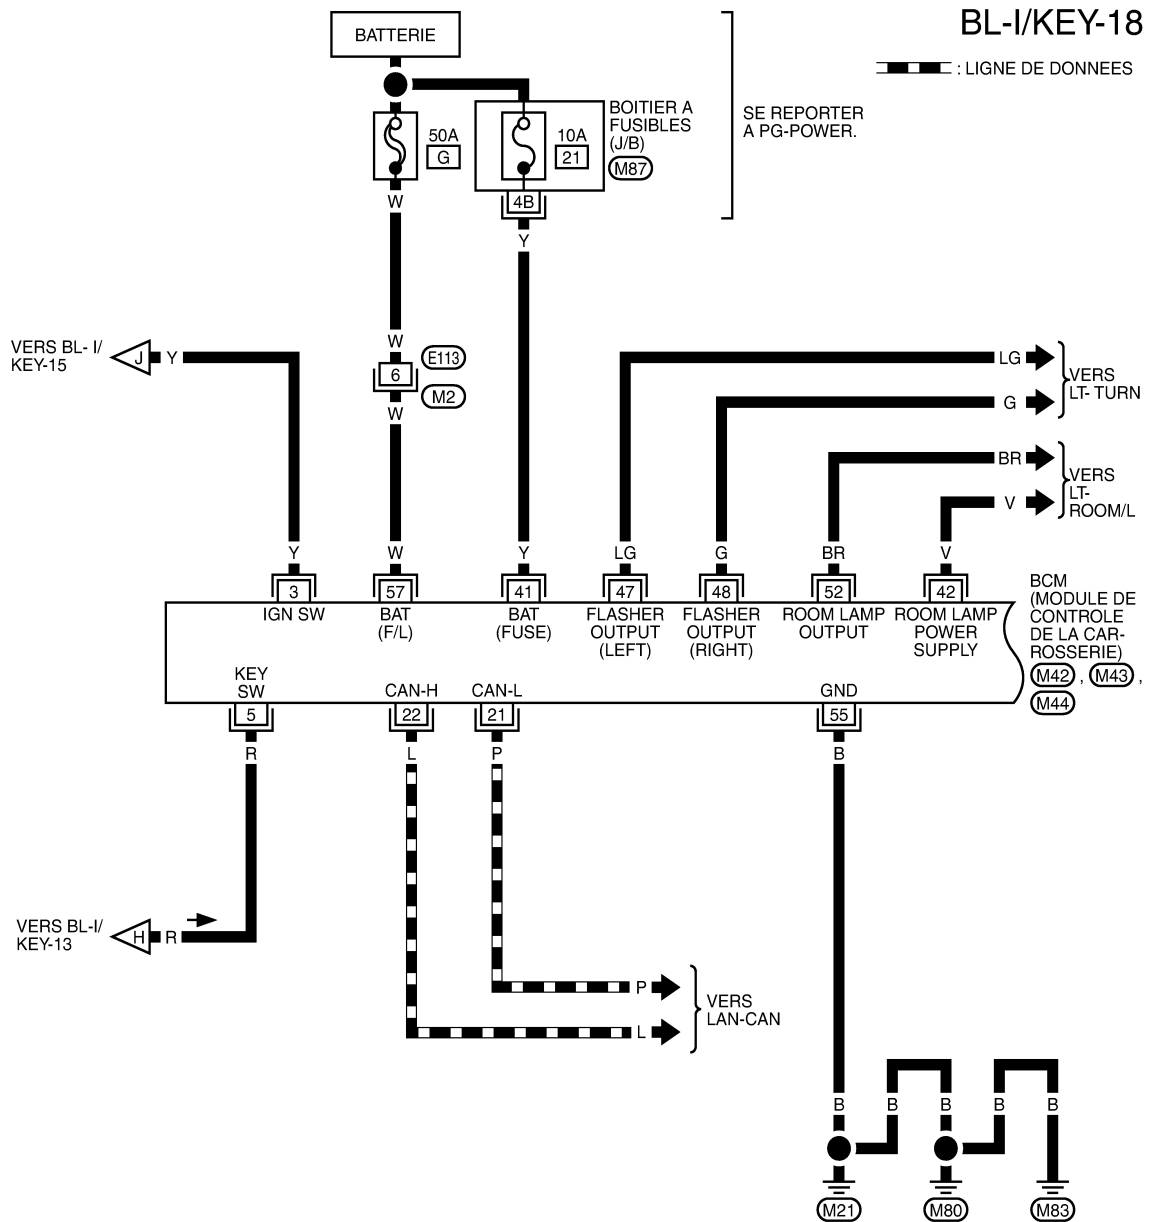 BL-I/KEY-18
BATTERIE
: LIGNE DE DONNEES
BOITIER A
FUSIBLES
(J/B)
M87
SE REPORTER
A PG-POWER.
50A
G
10A
21
W
4B
Y
VERS BL- I/
KEY-15
J
Y
W
E113
6
M2
W
LG
G
VERS
LT- TURN
BR
V
VERS
LT-
ROOM/L
Y
W
Y
LG
G
BR
V
3
57
41
47
48
52
42
IGN SW
BAT
(F/L)
BAT
(FUSE)
FLASHER
OUTPUT
(LEFT)
FLASHER
OUTPUT
(RIGHT)
ROOM LAMP
OUTPUT
ROOM LAMP
POWER
SUPPLY
BCM
(MODULE DE
CONTROLE
DE LA CAR-
ROSSERIE)
M42 , M43 ,
M44
KEY
SW
CAN-H
CAN-L
GND
5
22
21
55
R
L
P
B
VERS BL-I/
KEY-13
H
R
P
L
VERS
LAN-CAN
B
B
B
B
B
M21
M80
M83